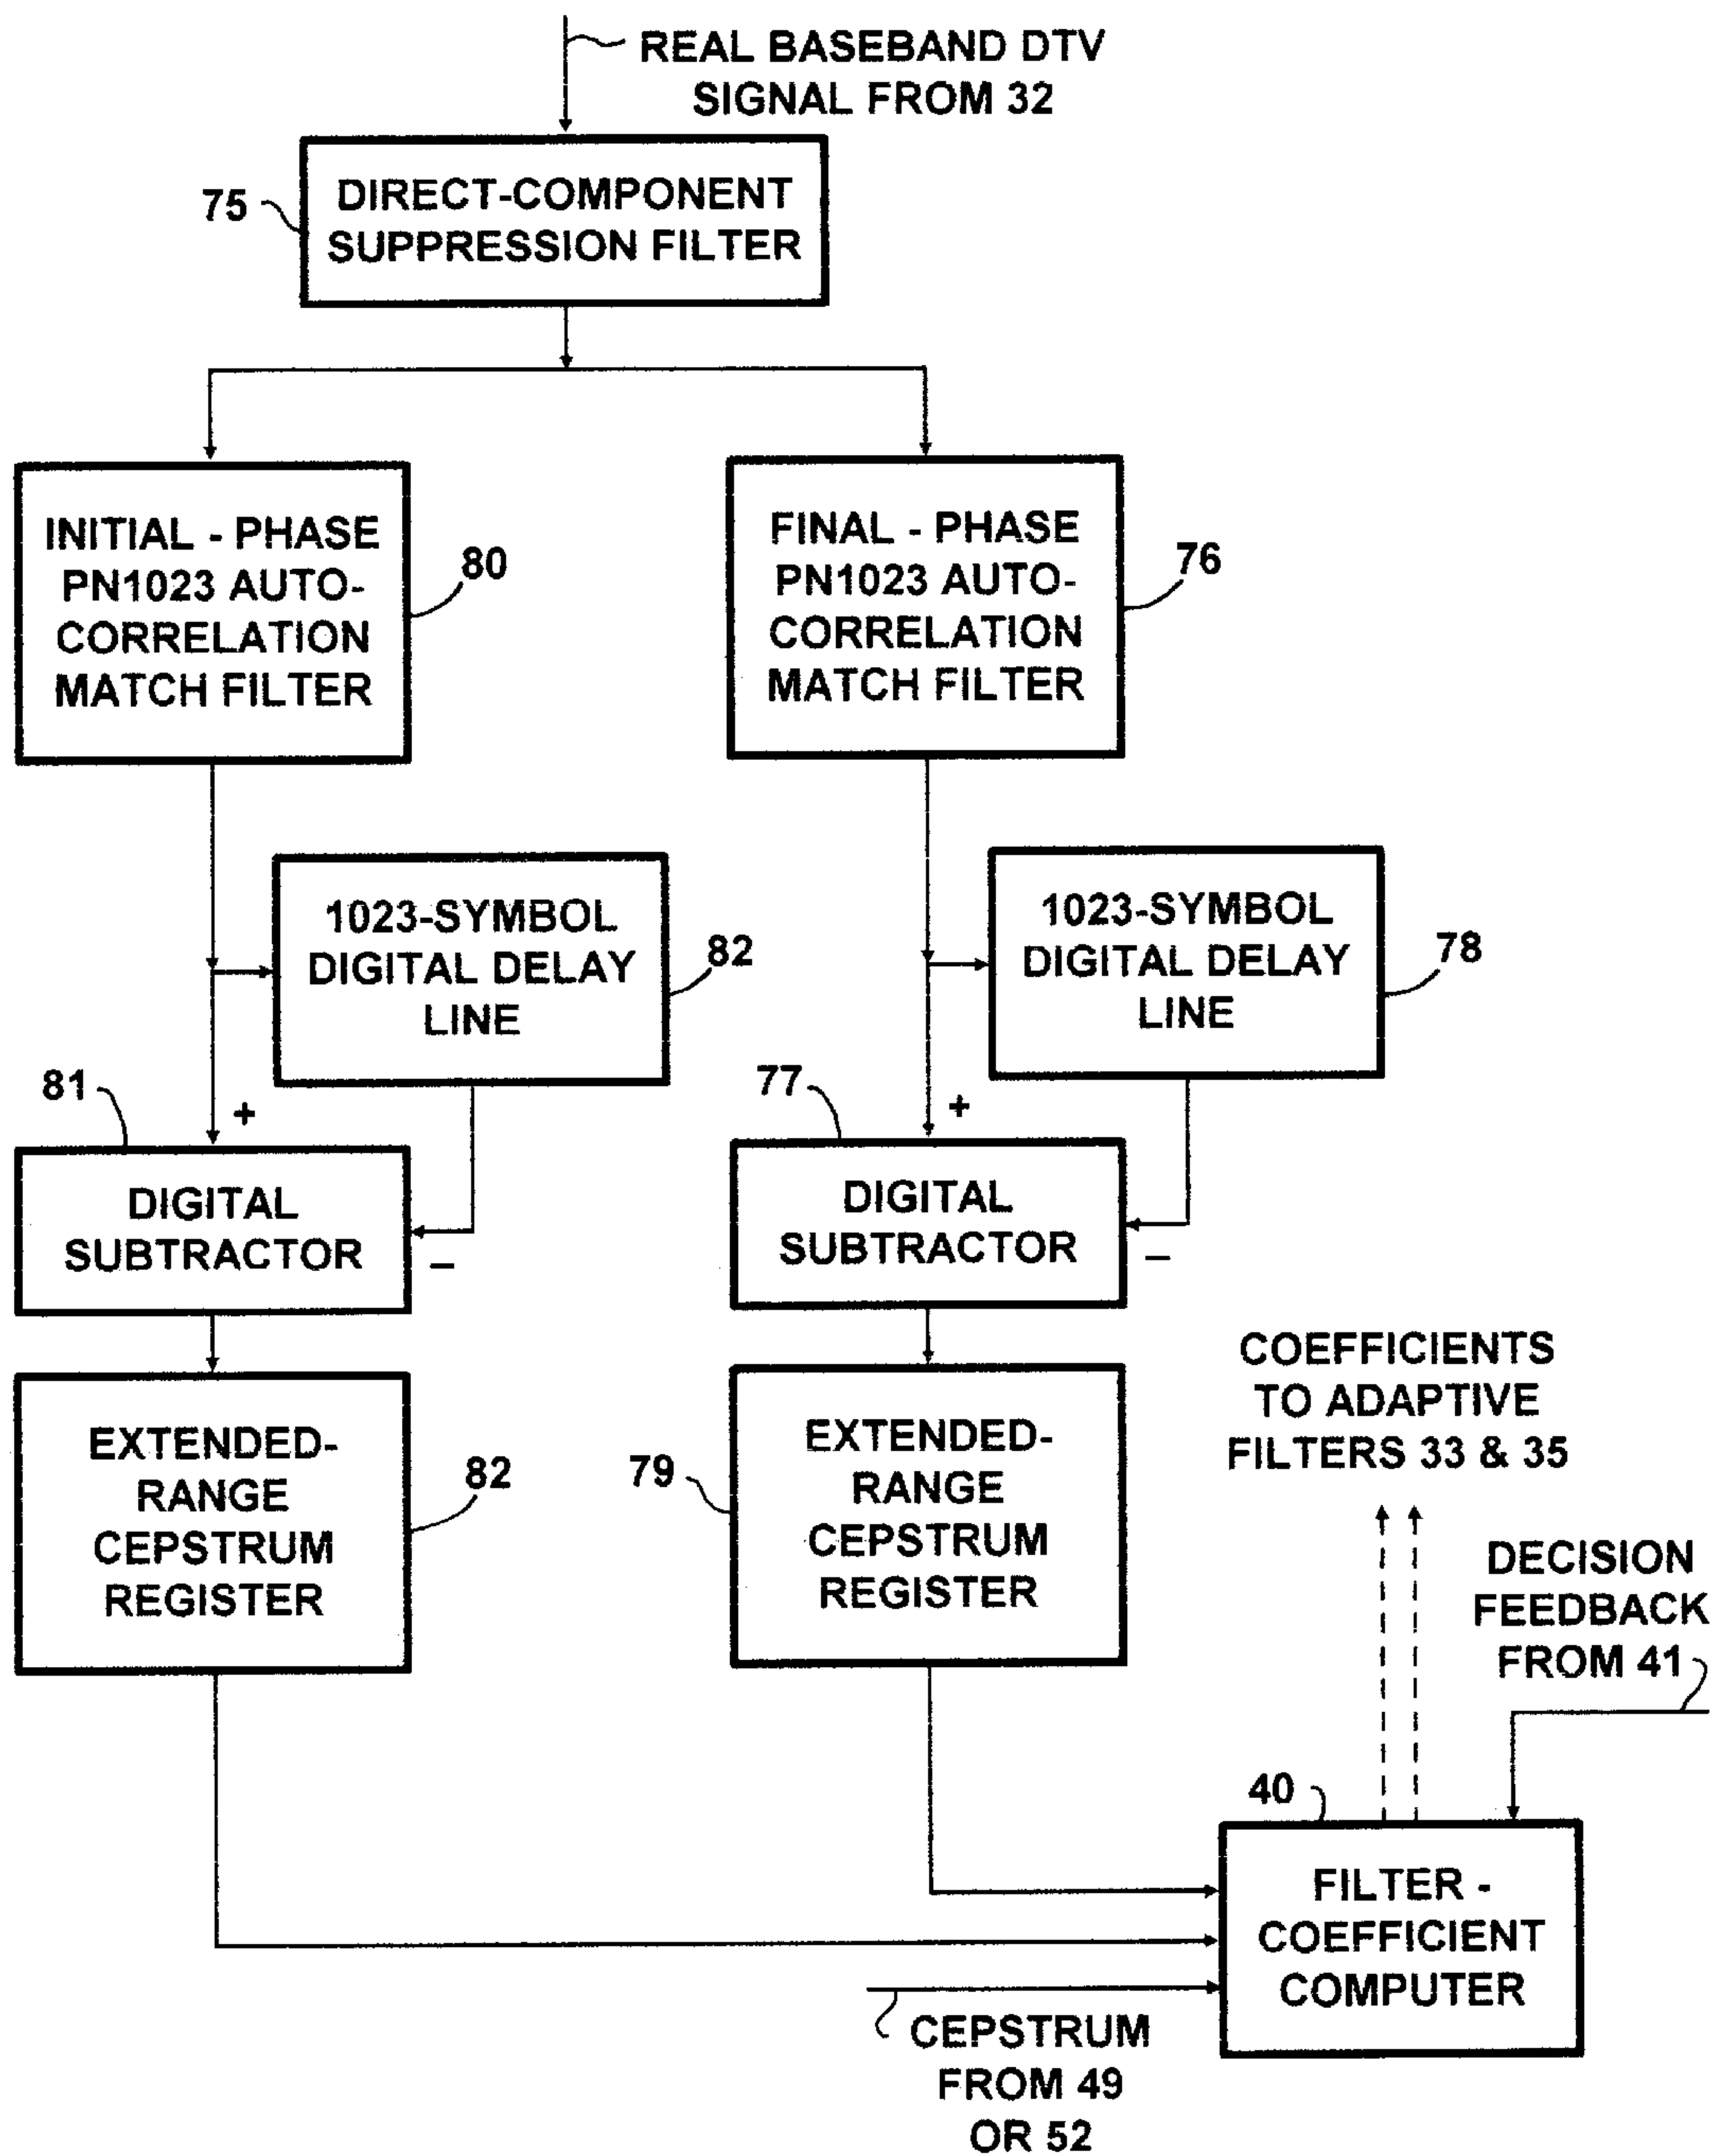 REAL BASEBAND DTV
SIGNAL FROM 32
75
DIRECT-COMPONENT
SUPPRESSION FILTER
INITIAL - PHASE
PN1023 AUTO-
CORRELATION
MATCH FILTER
80
FINAL - PHASE
PN1023 AUTO-
CORRELATION
MATCH FILTER
76
1023-SYMBOL
DIGITAL DELAY
LINE
82
1023-SYMBOL
DIGITAL DELAY
LINE
78
81
+
DIGITAL
SUBTRACTOR
–
77
+
DIGITAL
SUBTRACTOR
–
EXTENDED-
RANGE
CEPSTRUM
REGISTER
82
79
EXTENDED-
RANGE
CEPSTRUM
REGISTER
COEFFICIENTS
TO ADAPTIVE
FILTERS 33 & 35
DECISION
FEEDBACK
FROM 41
40
FILTER -
COEFFICIENT
COMPUTER
CEPSTRUM
FROM 49
OR 52